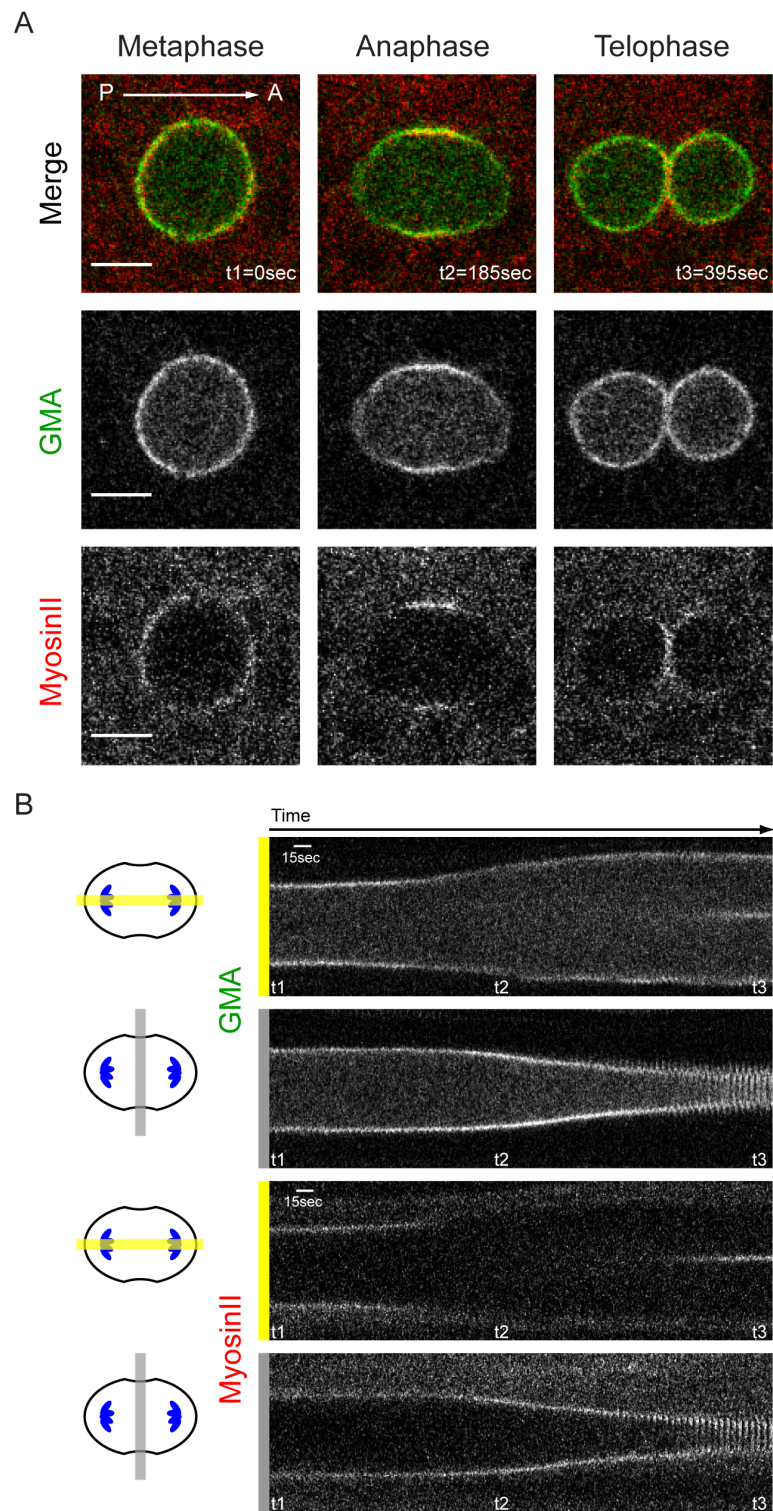 A
Metaphase Anaphase Telophase
Merge
P A
t1=0sec t2=185sec t3=395sec
GMA
MyosinII
B
Time
GMA
15sec
t1 t2 t3
t1 t2 t3
MyosinII
15sec
t1 t2 t3
t1 t2 t3